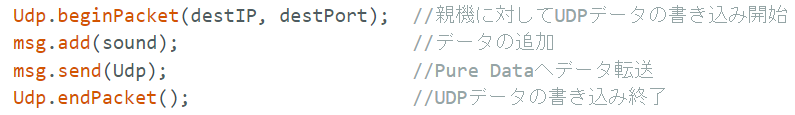 Udp.beginPacket(destIP, destPort);  //親機に対してUDPデータの書き込み開始
msg.add(sound);                     //データの追加
msg.send(Udp);                      //Pure Dataへデータ転送
Udp.endPacket();                    //UDPデータの書き込み終了